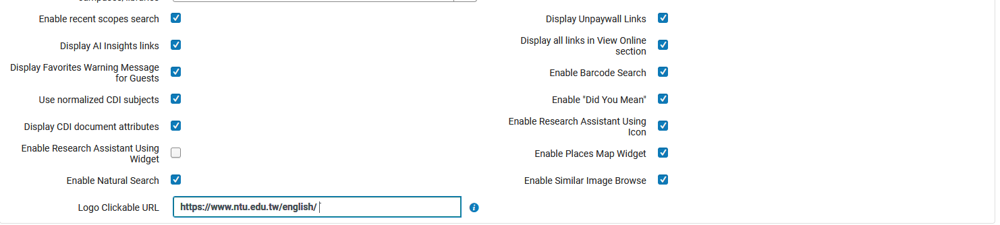 Enable recent scopes search
Display Unpaywall Links
Display AI Insights links
Display all links in View Online
section
Display Favorites Warning Message
for Guests
Enable Barcode Search
Use normalized CDI subjects
Enable "Did You Mean"
Display CDI document attributes
Enable Research Assistant Using
Icon
Enable Research Assistant Using
Widget
Enable Places Map Widget
Enable Natural Search
Enable Similar Image Browse
Logo Clickable URL
https://www.ntu.edu.tw/english/